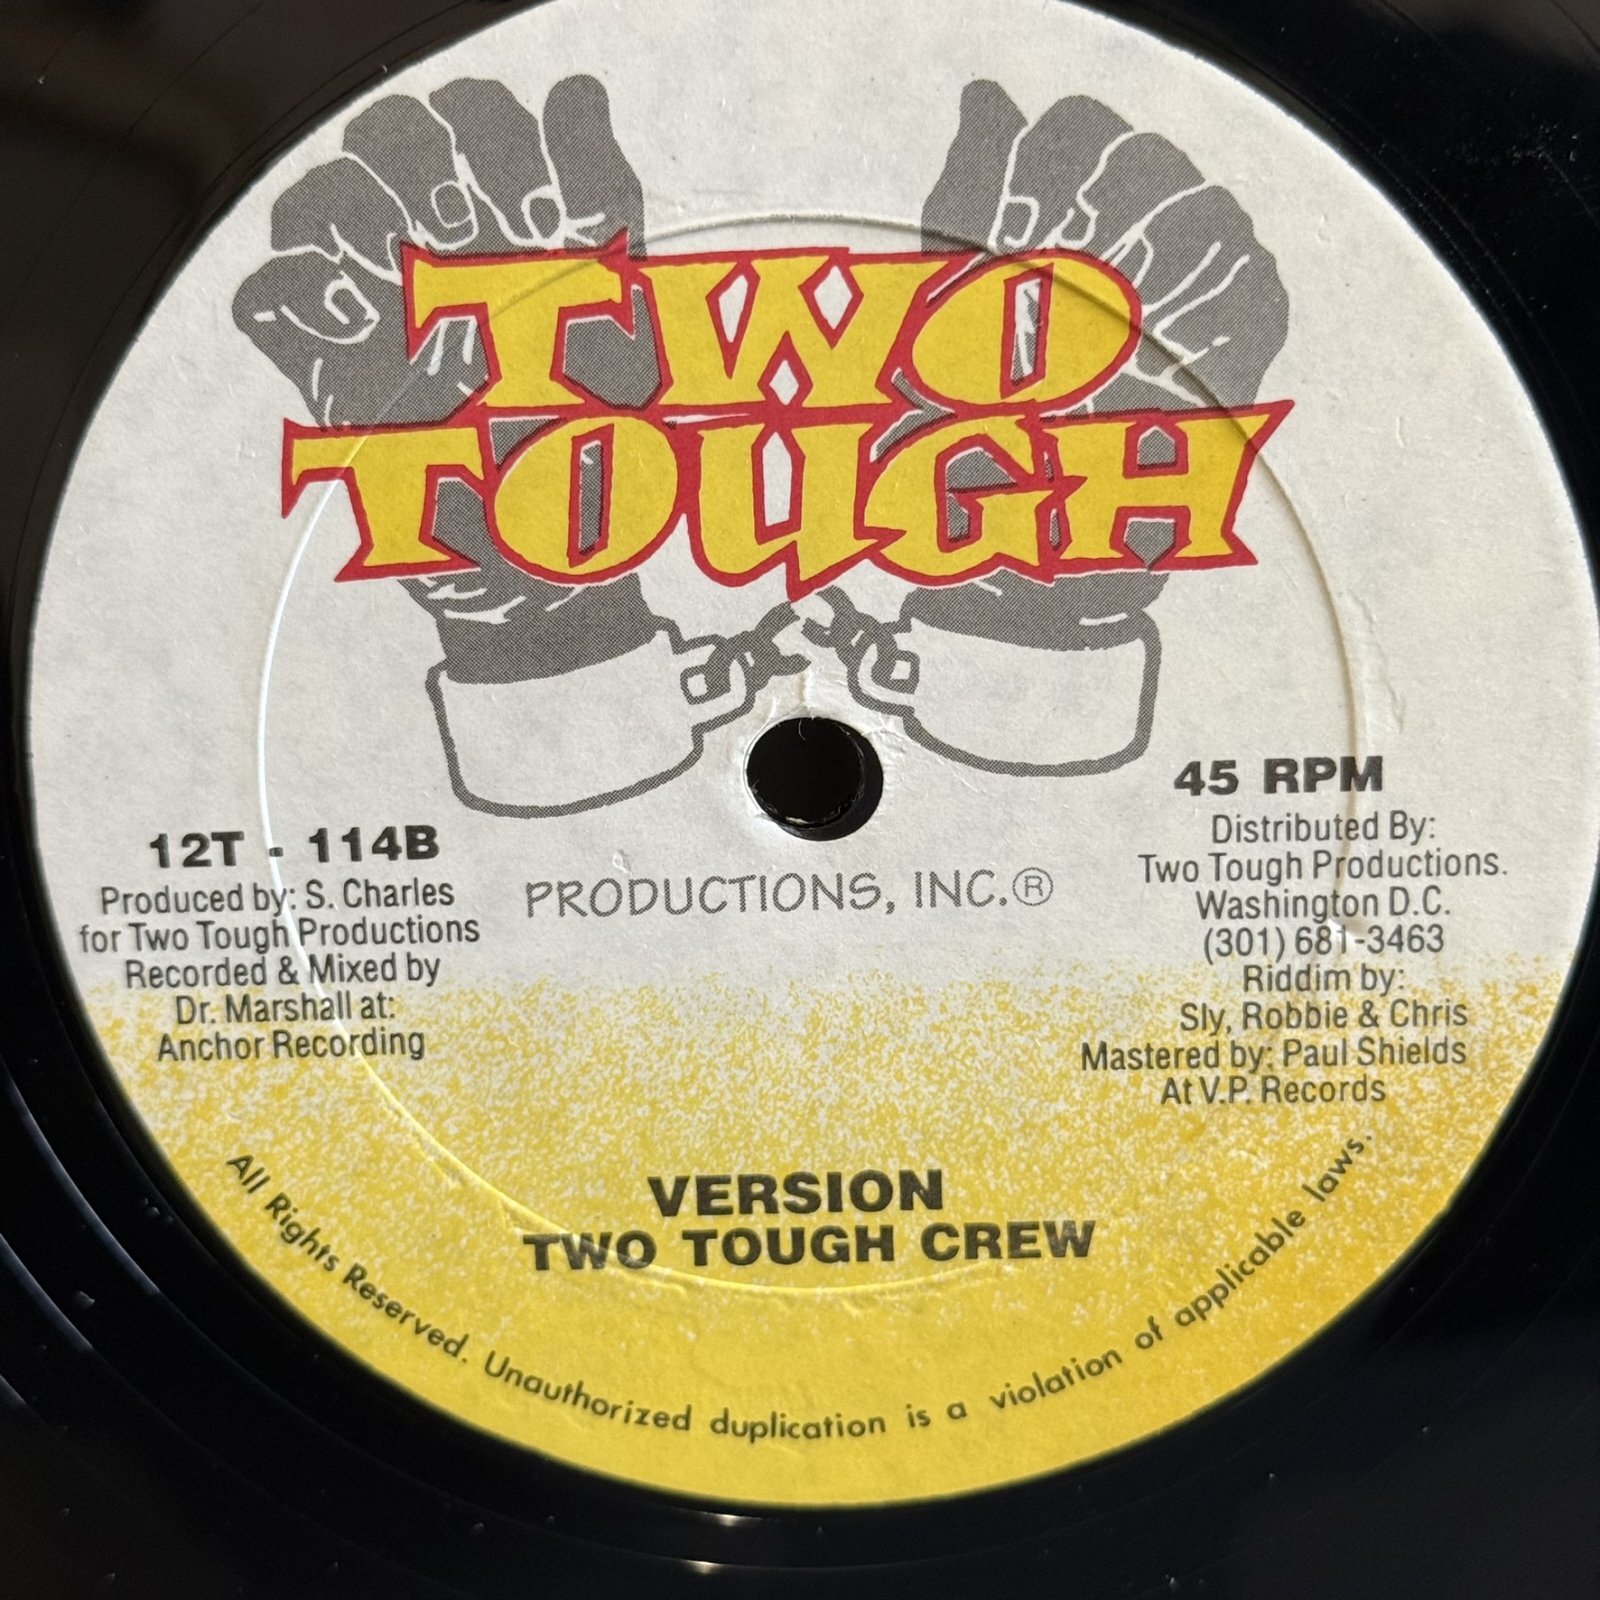 TWO
TOUGH
PRODUCTIONS, INC.®
12T - 114B
Produced by: S. Charles
for Two Tough Productions
Recorded & Mixed by
Dr. Marshall at:
Anchor Recording
45 RPM
Distributed By:
Two Tough Productions.
Washington D.C.
(301) 681-3463
Riddim by:
Sly, Robbie & Chris
Mastered by: Paul Shields
At V.P. Records
VERSION
TWO TOUGH CREW
All Rights Reserved. Unauthorized duplication is a violation of applicable laws.